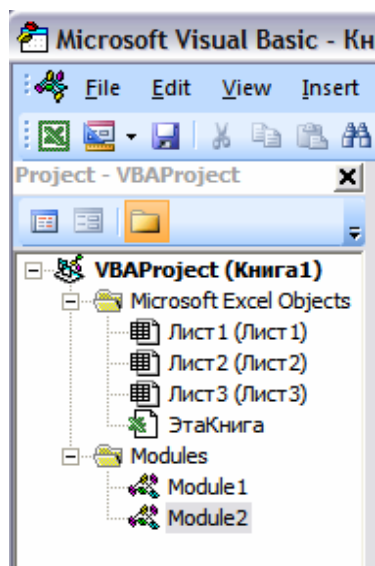 Microsoft Visual Basic - Кн
File Edit View Insert
Project - VBAProject
VBAProject (Книга1)
Microsoft Excel Objects
Лист1 (Лист1)
Лист2 (Лист2)
Лист3 (Лист3)
ЭтаКнига
Modules
Module1
Module2